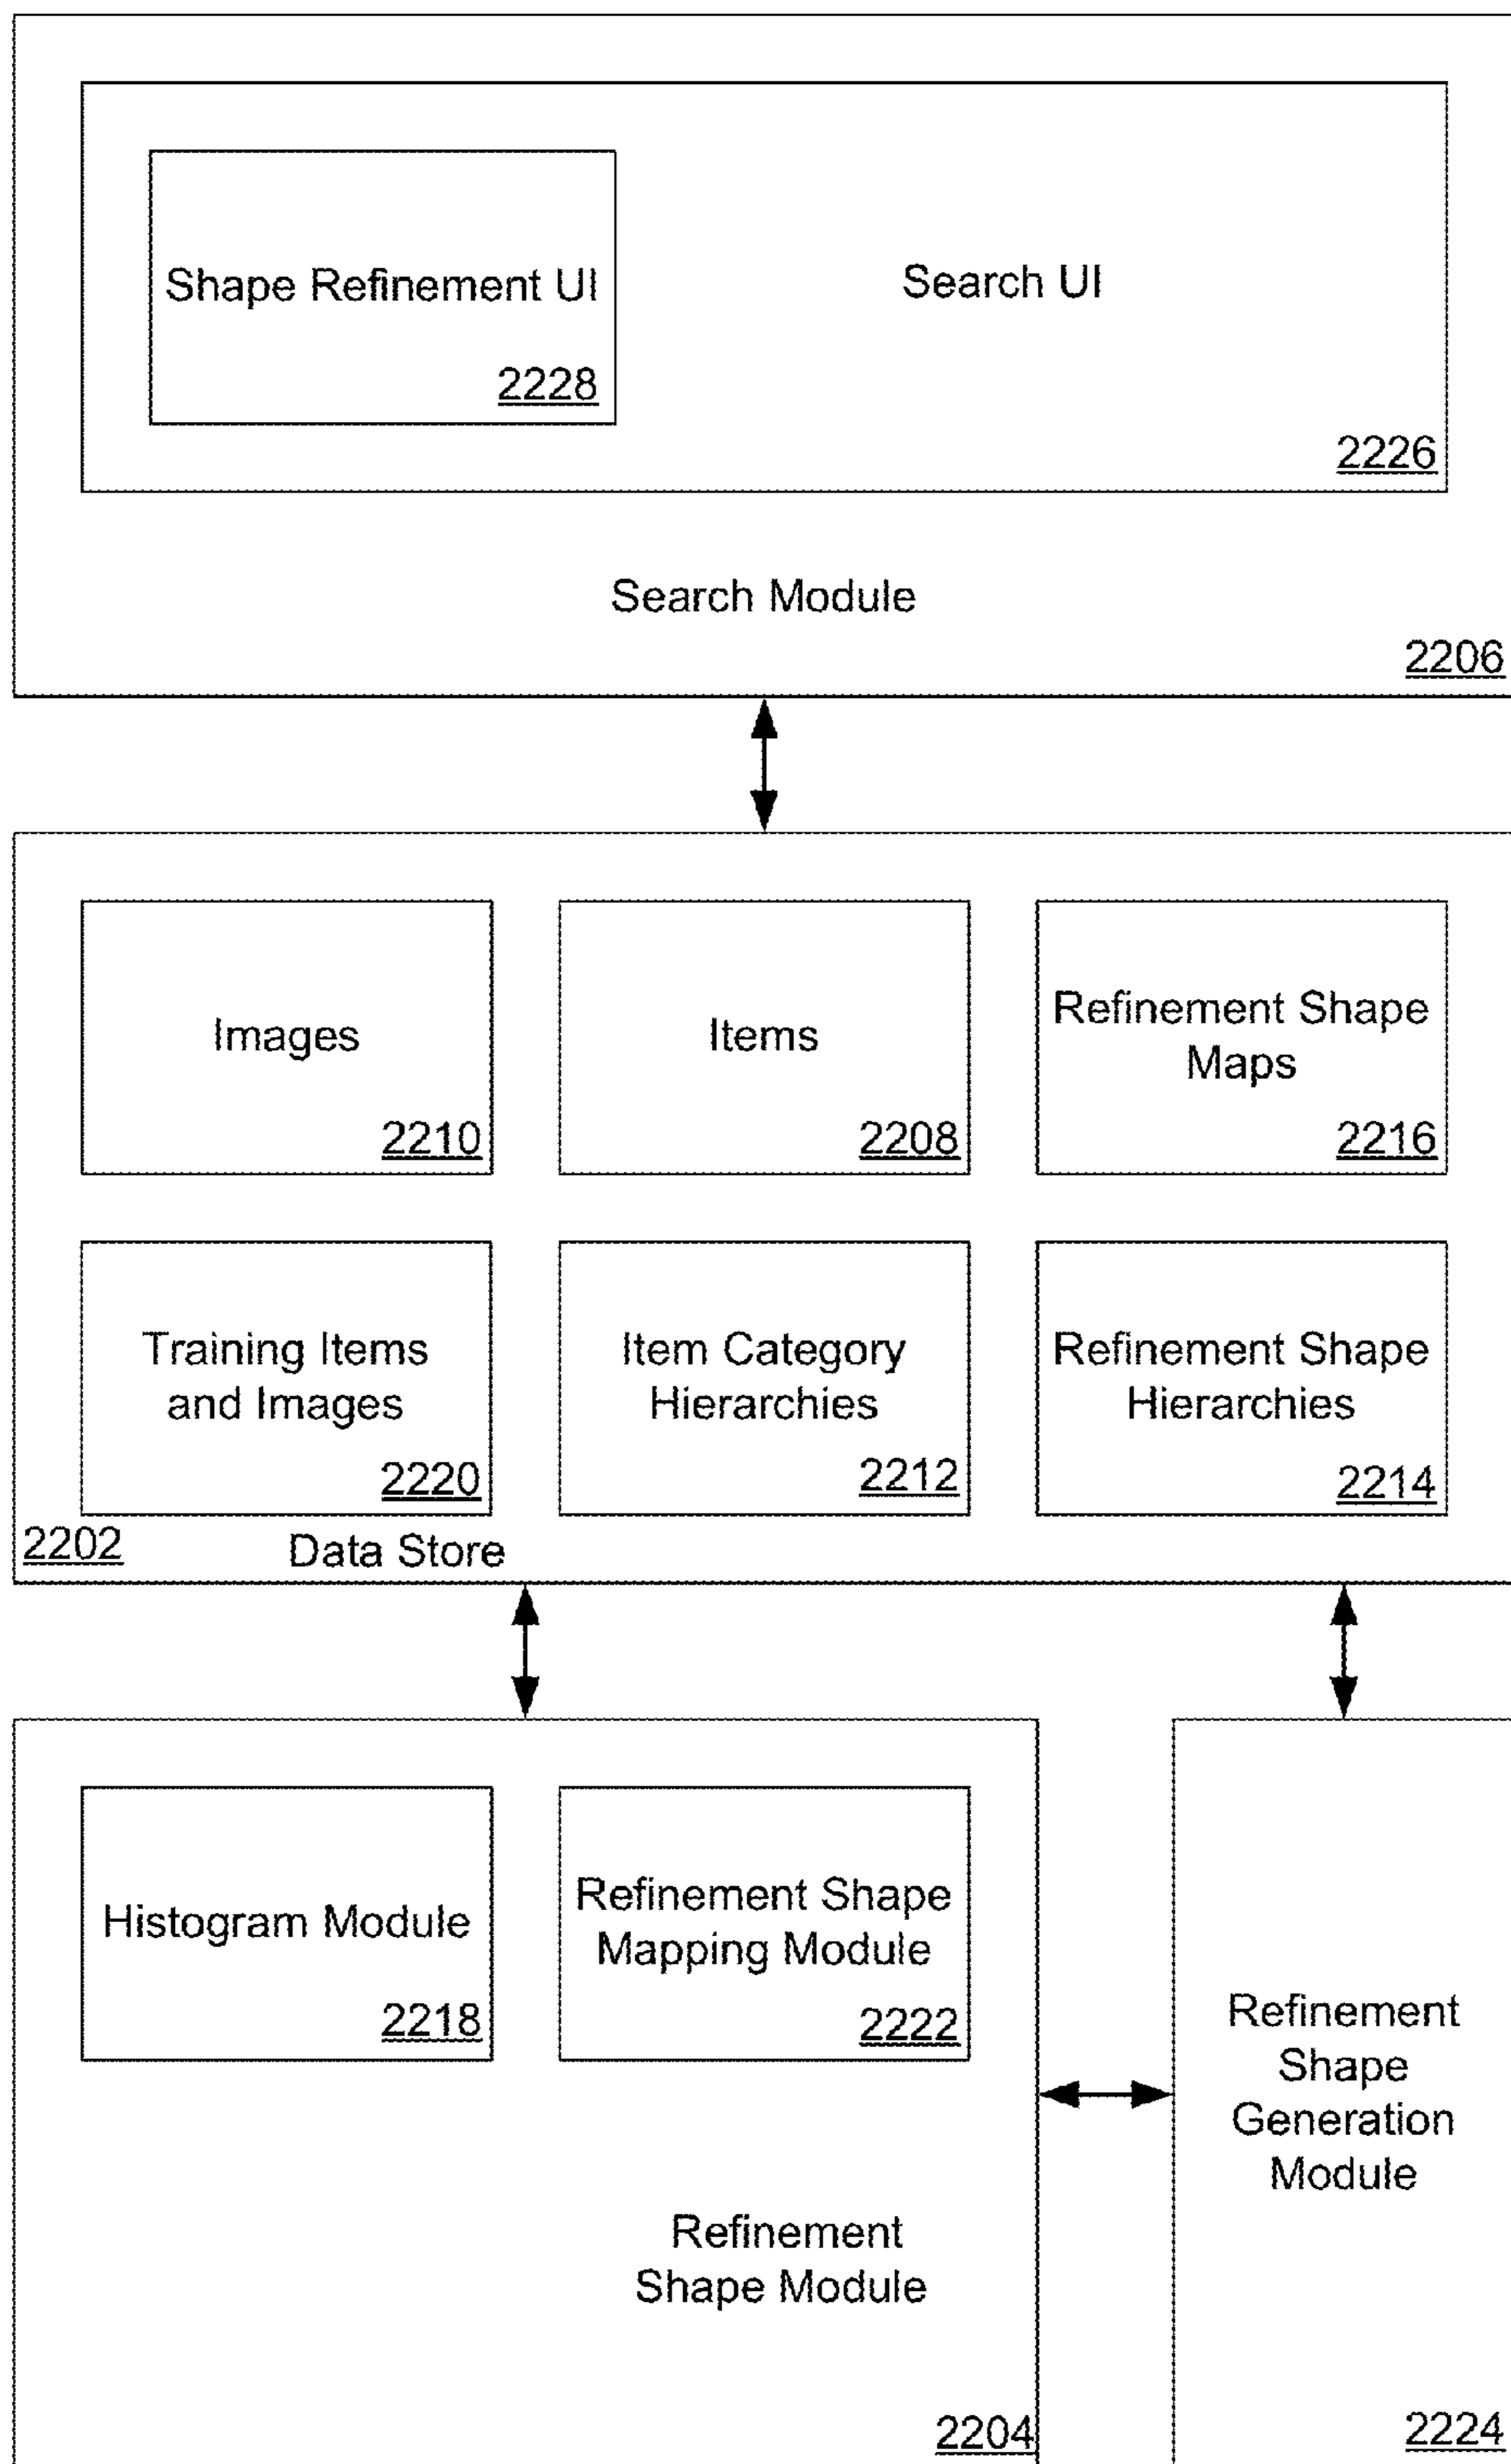 Shape Refinement UI
2228
Search UI
2226
Search Module
2206
Images
2210
Items
2208
Refinement Shape
Maps
2216
Training Items
and Images
2220
Item Category
Hierarchies
2212
Refinement Shape
Hierarchies
2214
2202
Data Store
Histogram Module
2218
Refinement Shape
Mapping Module
2222
Refinement
Shape Module
2204
Refinement
Shape
Generation
Module
2224